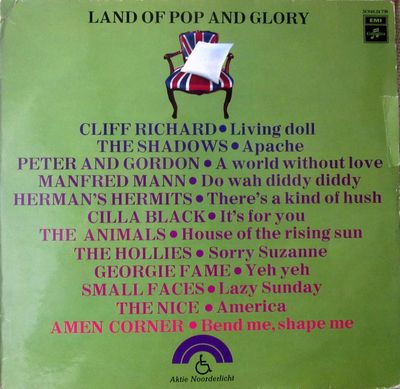 LAND OF POP AND GLORY
EMI
Columbia
CLIFF RICHARD • Living doll
THE SHADOWS • Apache
PETER AND GORDON • A world without love
MANFRED MANN • Do wah diddy diddy
HERMAN'S HERMITS • There's a kind of hush
CILLA BLACK • It's for you
THE ANIMALS • House of the rising sun
THE HOLLIES • Sorry Suzanne
GEORGIE FAME • Yeh yeh
SMALL FACES • Lazy Sunday
THE NICE • America
AMEN CORNER • Bend me, shape me
Aktie Noorderlicht